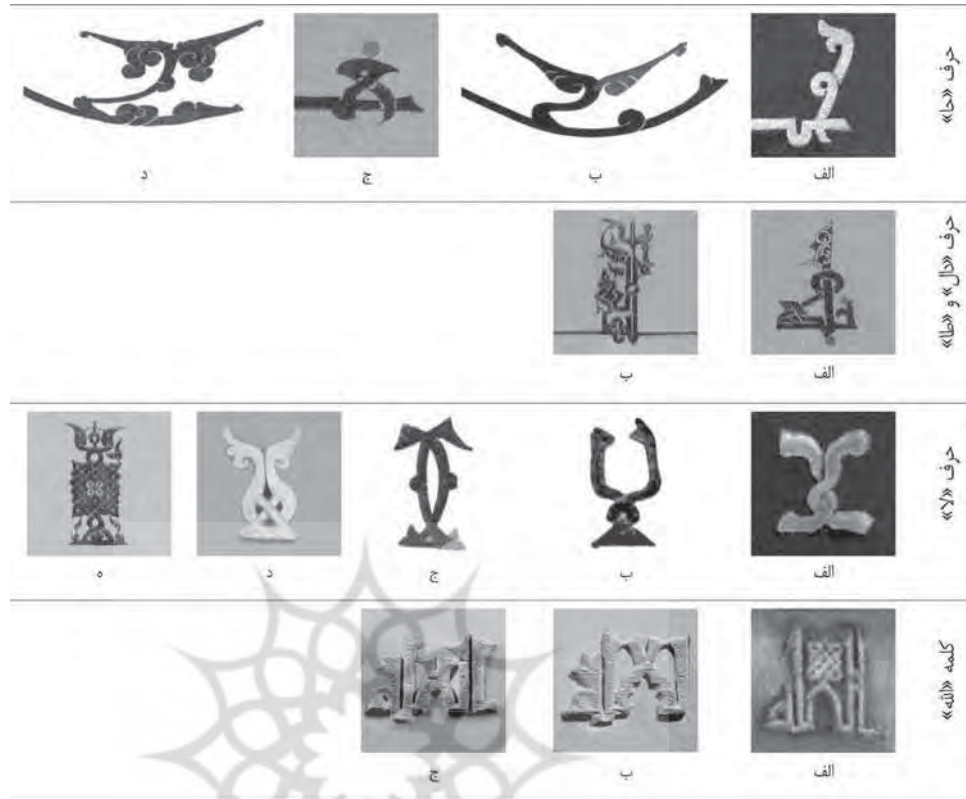 حرف «حا»
الف ب ج د
حرف «دال» و «طا»
الف ب
حرف «لا»
الف ب ج د ه
کلمه «الله»
الف ب ج